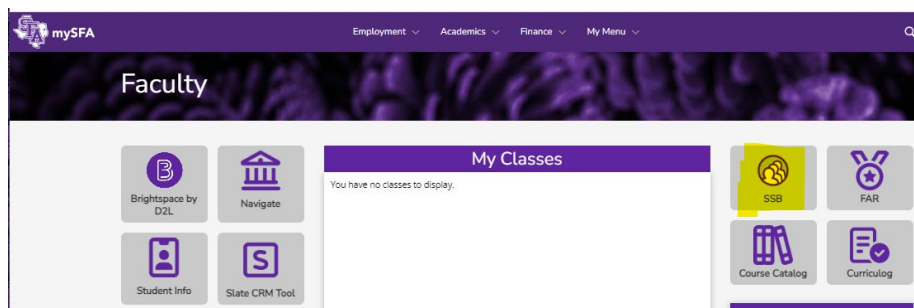 SFA mySFA Employment Academics Finance My Menu
Faculty
My Classes
You have no classes to display.
Brightspace by
D2L
Navigate
Student Info
S
Slate CRM Tool
SSB
FAR
Course Catalog
Curriculog